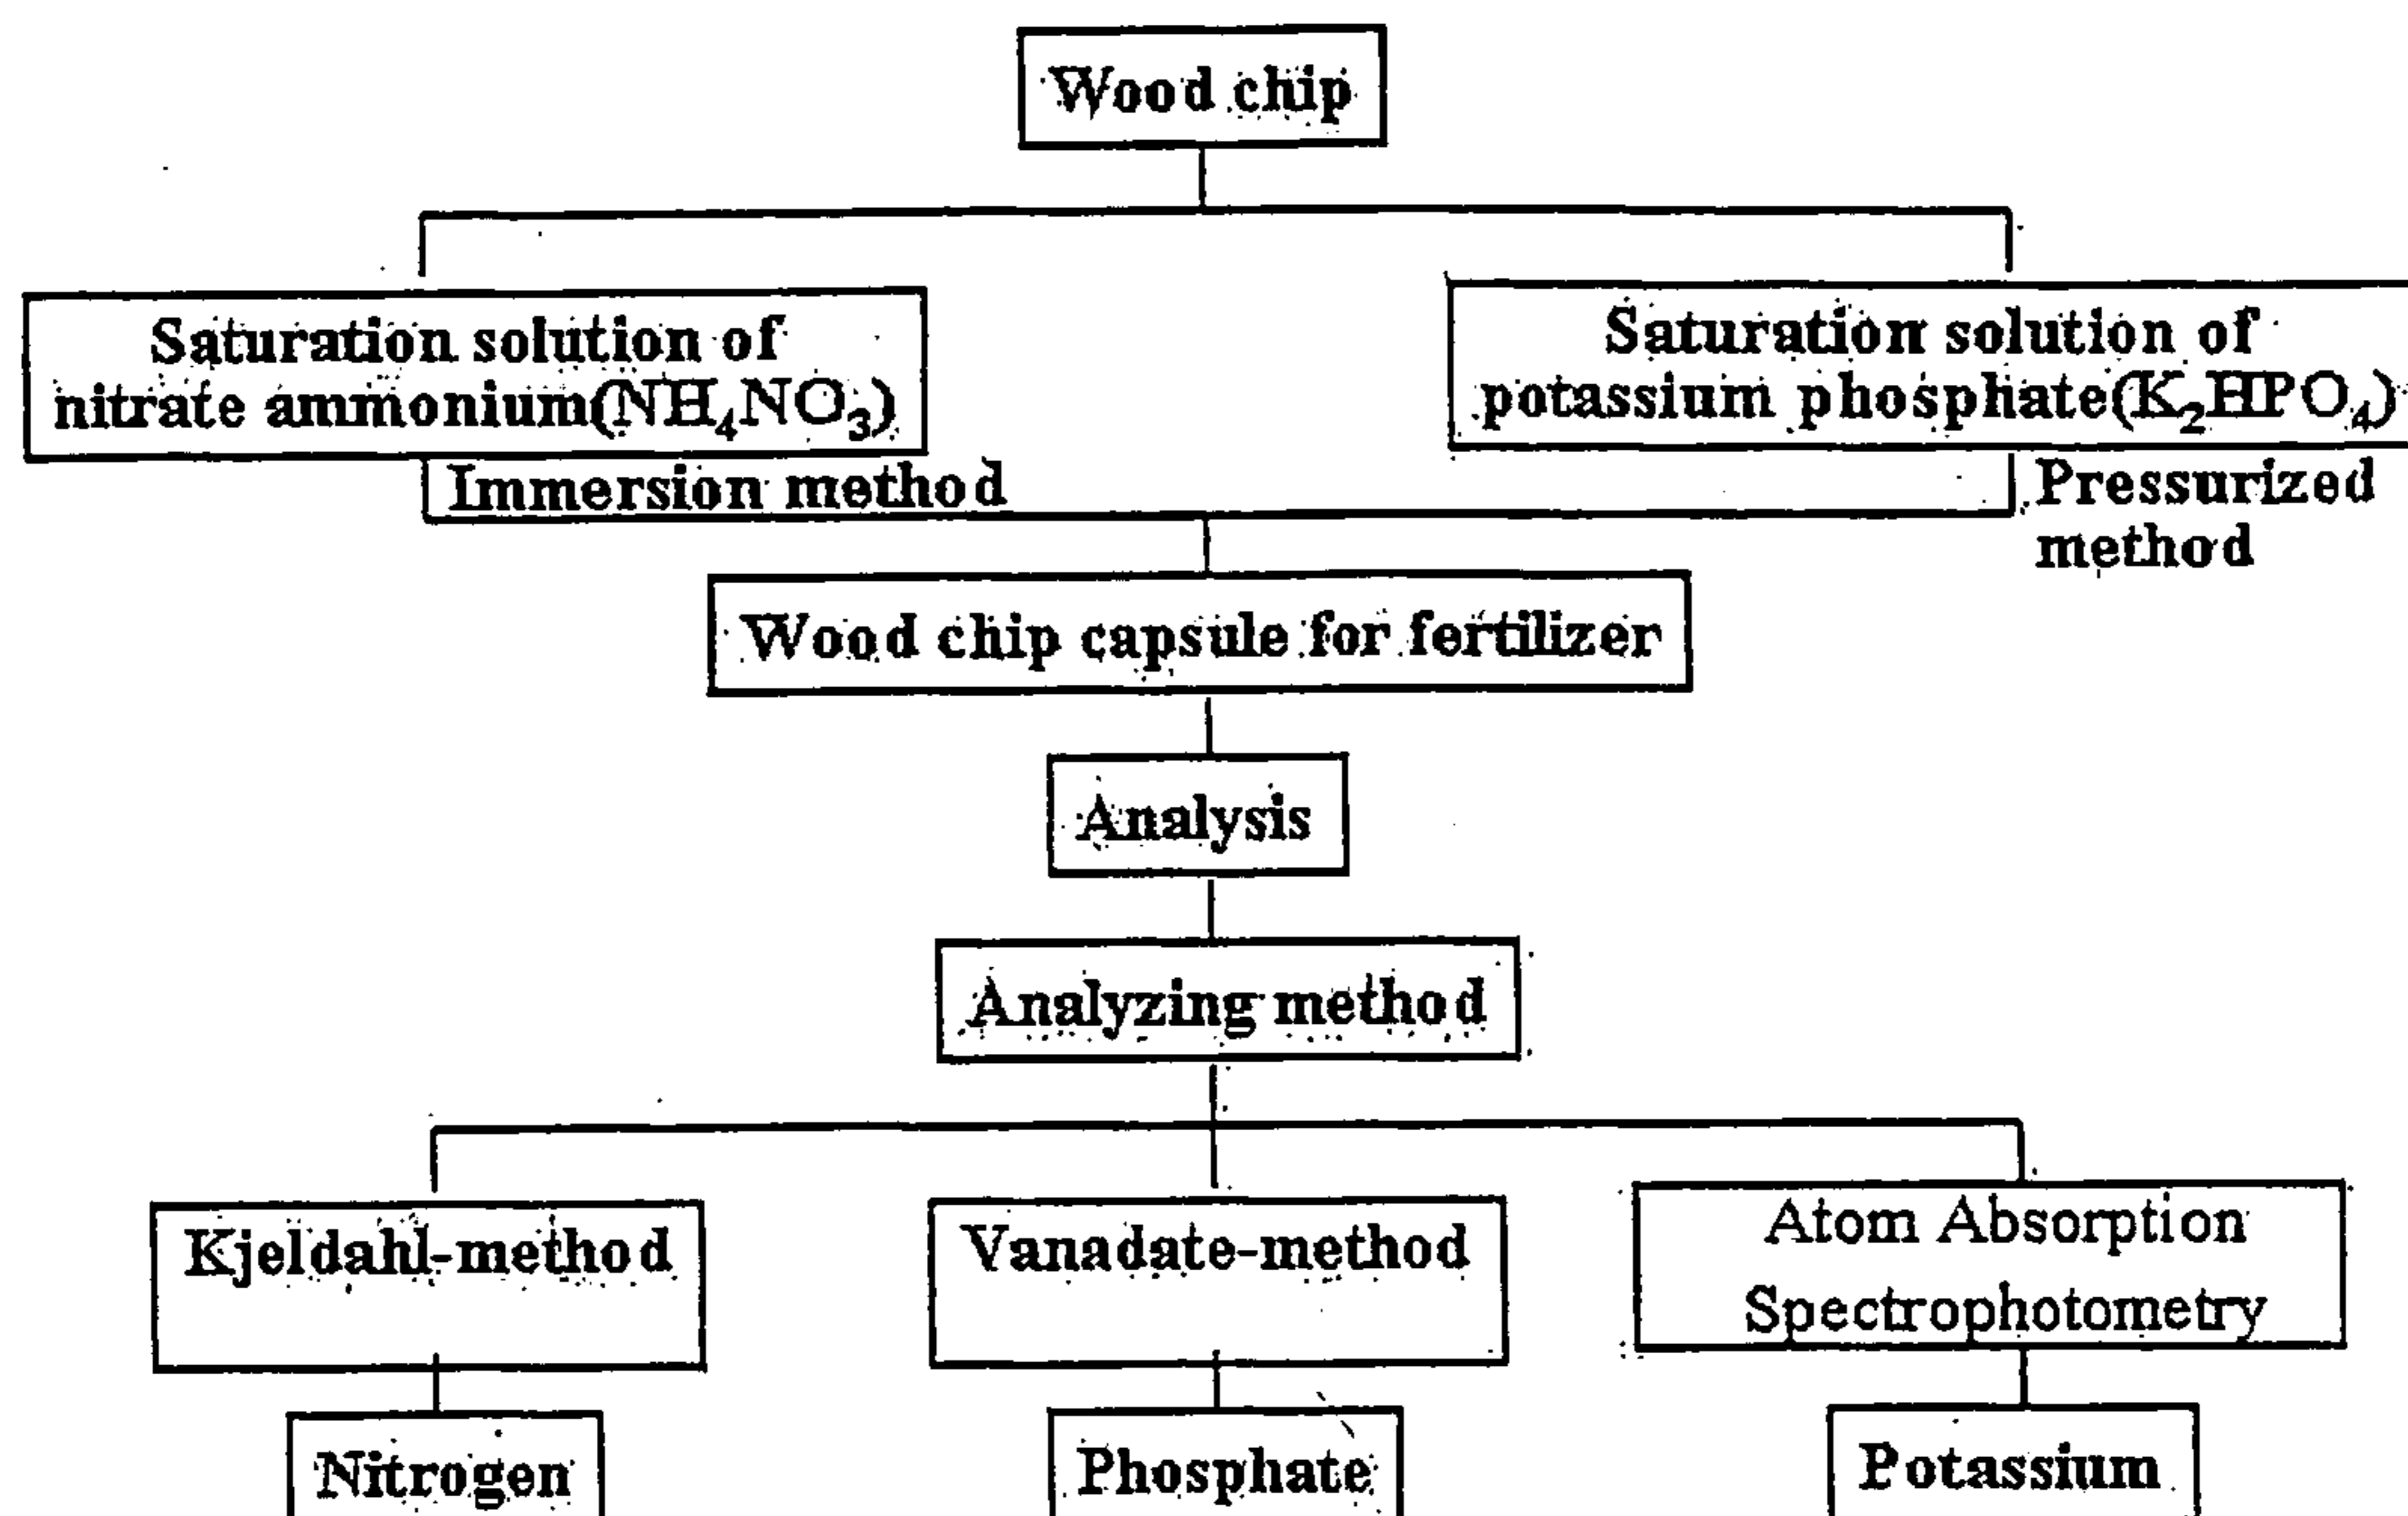 Wood chip
Saturation solution of
nitrate ammonium(NH₄NO₃)
Saturation solution of
potassium phosphate(K₂HPO₄)
Immersion method
Pressurized
method
Wood chip capsule for fertilizer
Analysis
Analyzing method
Kjeldahl-method
Vanadate-method
Atom Absorption
Spectrophotometry
Nitrogen
Phosphate
Potassium